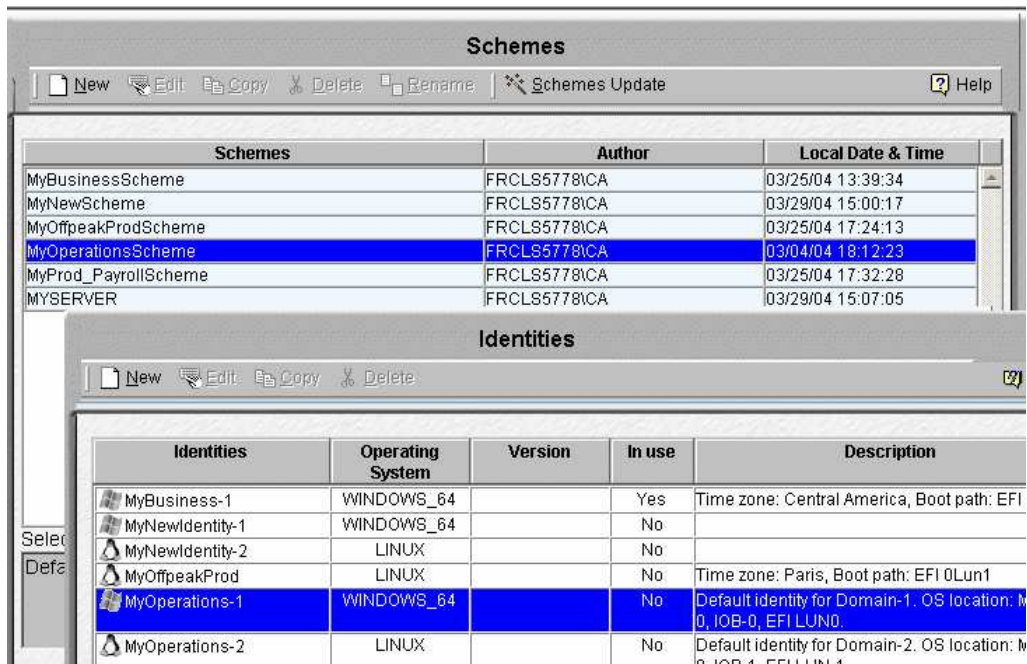 Schemes
New Edit Copy Delete Rename Schemes Update Help
Schemes Author Local Date & Time
MyBusinessScheme FRCLS5778\CA 03/25/04 13:39:34
MyNewScheme FRCLS5778\CA 03/29/04 15:00:17
MyOffpeakProdScheme FRCLS5778\CA 03/25/04 17:24:13
MyOperationsScheme FRCLS5778\CA 03/04/04 18:12:23
MyProd_PayrollScheme FRCLS5778\CA 03/25/04 17:32:28
MYSERVER FRCLS5778\CA 03/29/04 15:07:05
Identities
New Edit Copy Delete
Identities Operating System Version In use Description
MyBusiness-1 WINDOWS_64 Yes Time zone: Central America, Boot path: EFI
MyNewIdentity-1 WINDOWS_64 No
Selec
MyNewIdentity-2 LINUX No
Defa
MyOffpeakProd LINUX No Time zone: Paris, Boot path: EFI 0Lun1
MyOperations-1 WINDOWS_64 No Default identity for Domain-1. OS location: M
0, IOB-0, EFI LUN0.
MyOperations-2 LINUX No Default identity for Domain-2. OS location: M